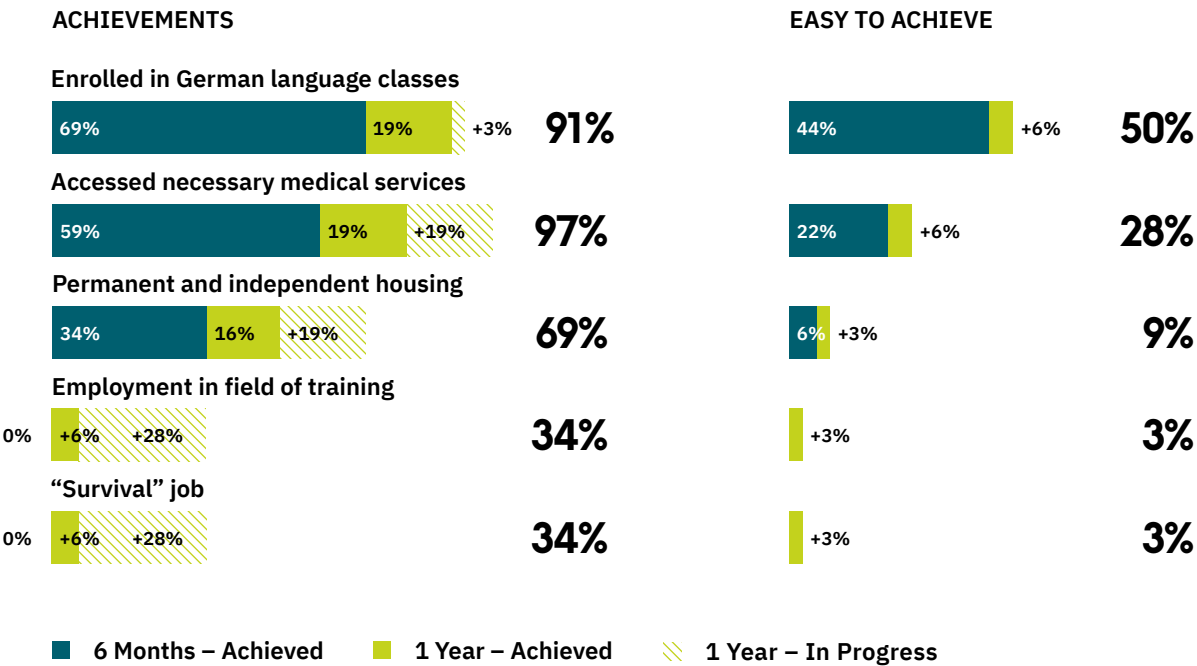 ACHIEVEMENTS
EASY TO ACHIEVE
Enrolled in German language classes
69% 19% +3% 91%
44% +6% 50%
Accessed necessary medical services
59% 19% +19% 97%
22% +6% 28%
Permanent and independent housing
34% 16% +19% 69%
6% +3% 9%
Employment in field of training
0% +6% +28% 34%
+3% 3%
“Survival” job
0% +6% +28% 34%
+3% 3%
6 Months – Achieved
1 Year – Achieved
1 Year – In Progress